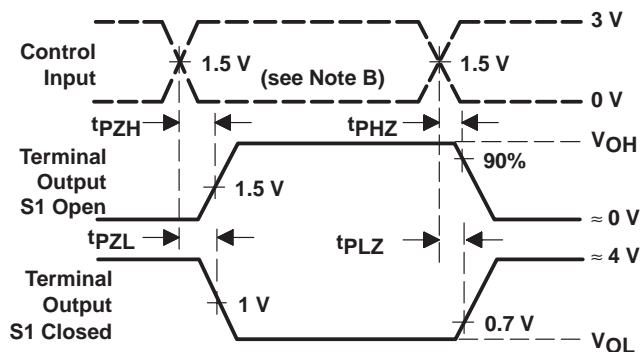 3 V
Control
Input
1.5 V
(see Note B)
1.5 V
0 V
tPZH
tPHZ
VOH
Terminal
Output
S1 Open
1.5 V
90%
≈ 0 V
tPZL
tPLZ
≈ 4 V
Terminal
Output
S1 Closed
1 V
0.7 V
VOL